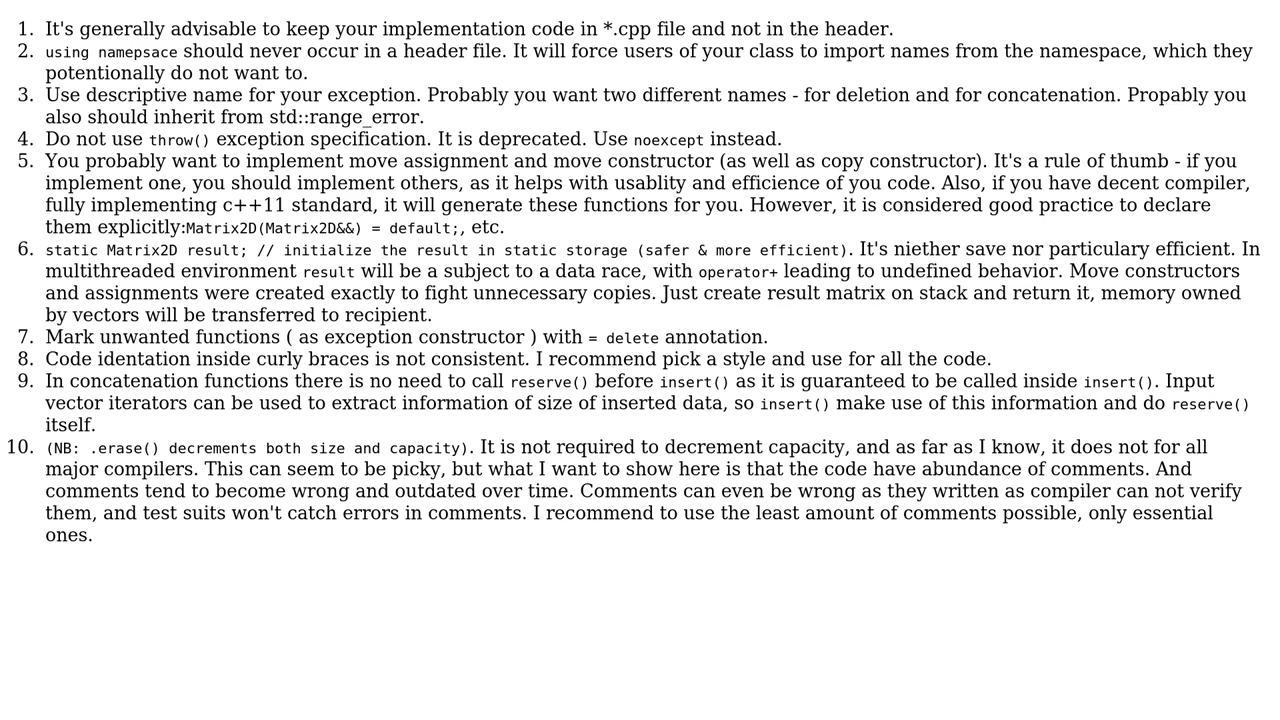 1. It's generally advisable to keep your implementation code in *.cpp file and not in the header.
2. using namepsace should never occur in a header file. It will force users of your class to import names from the namespace, which they
potentially do not want to.
3. Use descriptive name for your exception. Probably you want two different names - for deletion and for concatenation. Propably you
also should inherit from std::range_error.
4. Do not use throw() exception specification. It is deprecated. Use noexcept instead.
5. You probably want to implement move assignment and move constructor (as well as copy constructor). It's a rule of thumb - if you
implement one, you should implement others, as it helps with usablity and efficience of you code. Also, if you have decent compiler,
fully implementing c++11 standard, it will generate these functions for you. However, it is considered good practice to declare
them explicitly:Matrix2D(Matrix2D&&) = default;, etc.
6. static Matrix2D result; // initialize the result in static storage (safer & more efficient). It's niether save nor particulary efficient. In
multithreaded environment result will be a subject to a data race, with operator+ leading to undefined behavior. Move constructors
and assignments were created exactly to fight unnecessary copies. Just create result matrix on stack and return it, memory owned
by vectors will be transferred to recipient.
7. Mark unwanted functions ( as exception constructor ) with = delete annotation.
8. Code identation inside curly braces is not consistent. I recommend pick a style and use for all the code.
9. In concatenation functions there is no need to call reserve() before insert() as it is guaranteed to be called inside insert(). Input
vector iterators can be used to extract information of size of inserted data, so insert() make use of this information and do reserve()
itself.
10. (NB: .erase() decrements both size and capacity). It is not required to decrement capacity, and as far as I know, it does not for all
major compilers. This can seem to be picky, but what I want to show here is that the code have abundance of comments. And
comments tend to become wrong and outdated over time. Comments can even be wrong as they written as compiler can not verify
them, and test suits won't catch errors in comments. I recommend to use the least amount of comments possible, only essential
ones.